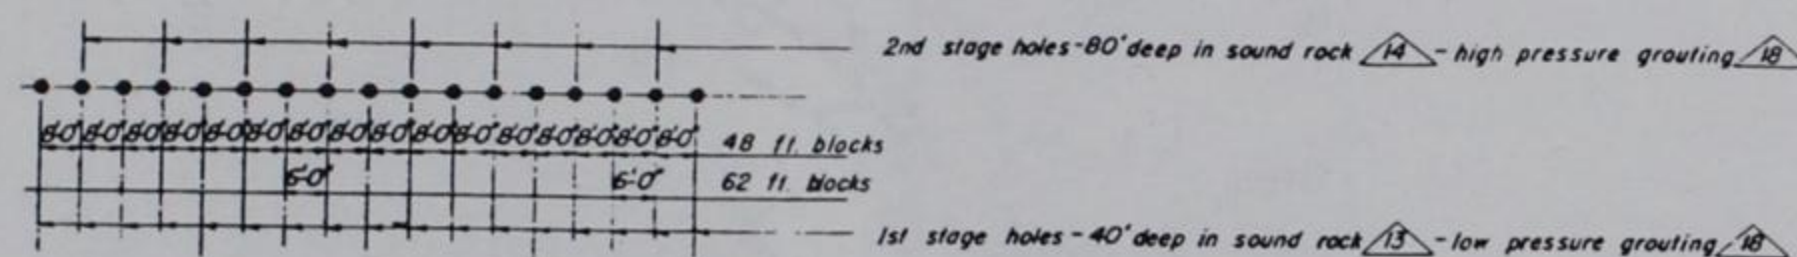 2nd stage holes-80'deep in sound rock 14 - high pressure grouting 18
8'-0" 8'-0" 8'-0" 8'-0" 8'-0" 8'-0" 8'-0" 8'-0" 8'-0" 8'-0" 8'-0" 8'-0" 8'-0" 8'-0" 8'-0" 8'-0" 48 ft. blocks
6'-0" 6'-0" 62 ft. blocks
1st stage holes-40'deep in sound rock 13 - low pressure grouting 18